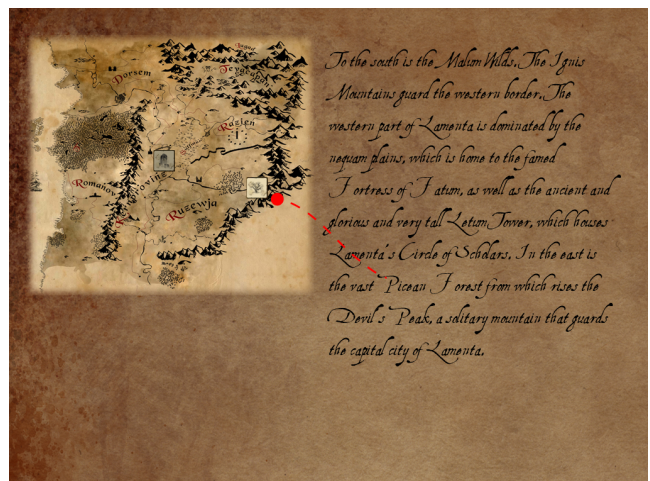 Dorsem
Tevarahan
Razien
Romanov
Ruzewja
To the south is the Malum Wilds. The Ignis
Mountains guard the western border. The
western part of Lamenta is dominated by the
nequam plains, which is home to the famed
Fortress of Fatum, as well as the ancient and
glorious and very tall Letum Tower, which houses
Lamenta's Circle of Scholars. In the east is
the vast Picean Forest from which rises the
Devil's Peak, a solitary mountain that guards
the capital city of Lamenta.